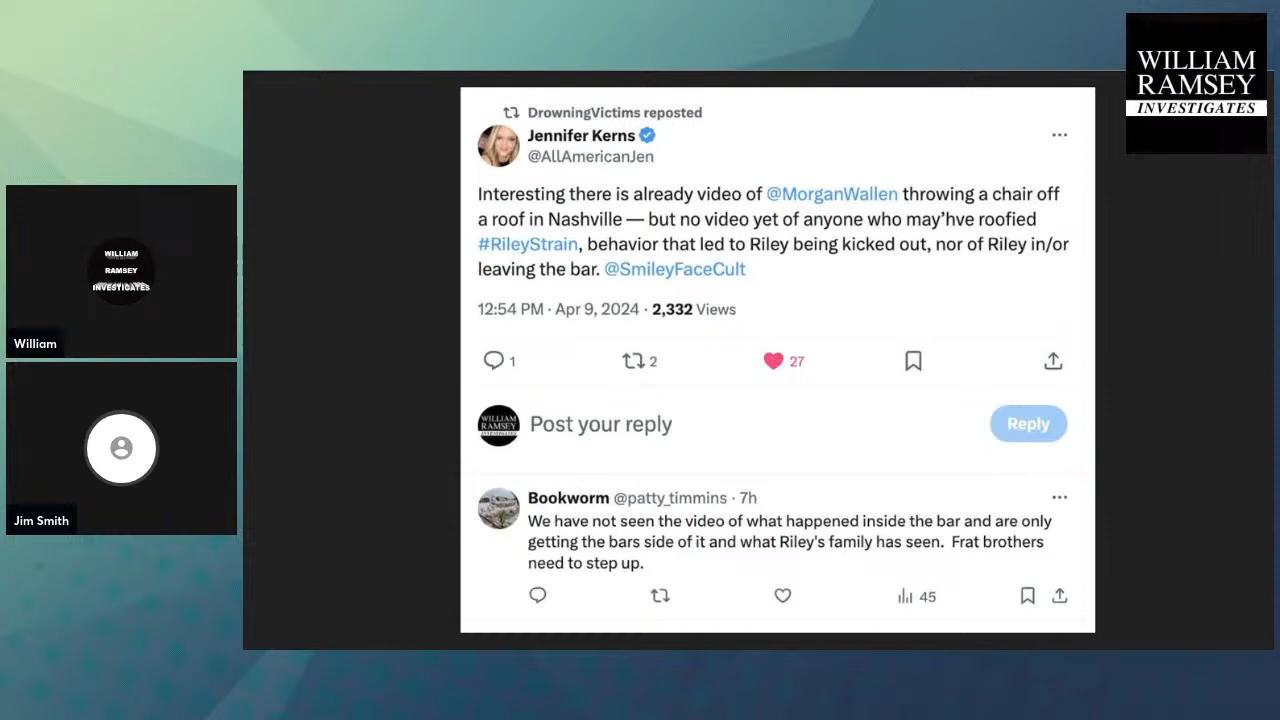 WILLIAM
RAMSEY
INVESTIGATES
DrowningVictims reposted
Jennifer Kerns
@AllAmericanJen
Interesting there is already video of @MorganWallen throwing a chair off
a roof in Nashville — but no video yet of anyone who may’hve roofied
#RileyStrain, behavior that led to Riley being kicked out, nor of Riley in/or
leaving the bar. @SmileyFaceCult
12:54 PM · Apr 9, 2024 · 2,332 Views
1
2
27
WILLIAM
RAMSEY
INVESTIGATES
Post your reply
Reply
Bookworm @patty_timmins · 7h
We have not seen the video of what happened inside the bar and are only
getting the bars side of it and what Riley's family has seen. Frat brothers
need to step up.
45
WILLIAM
RAMSEY
INVESTIGATES
William
Jim Smith